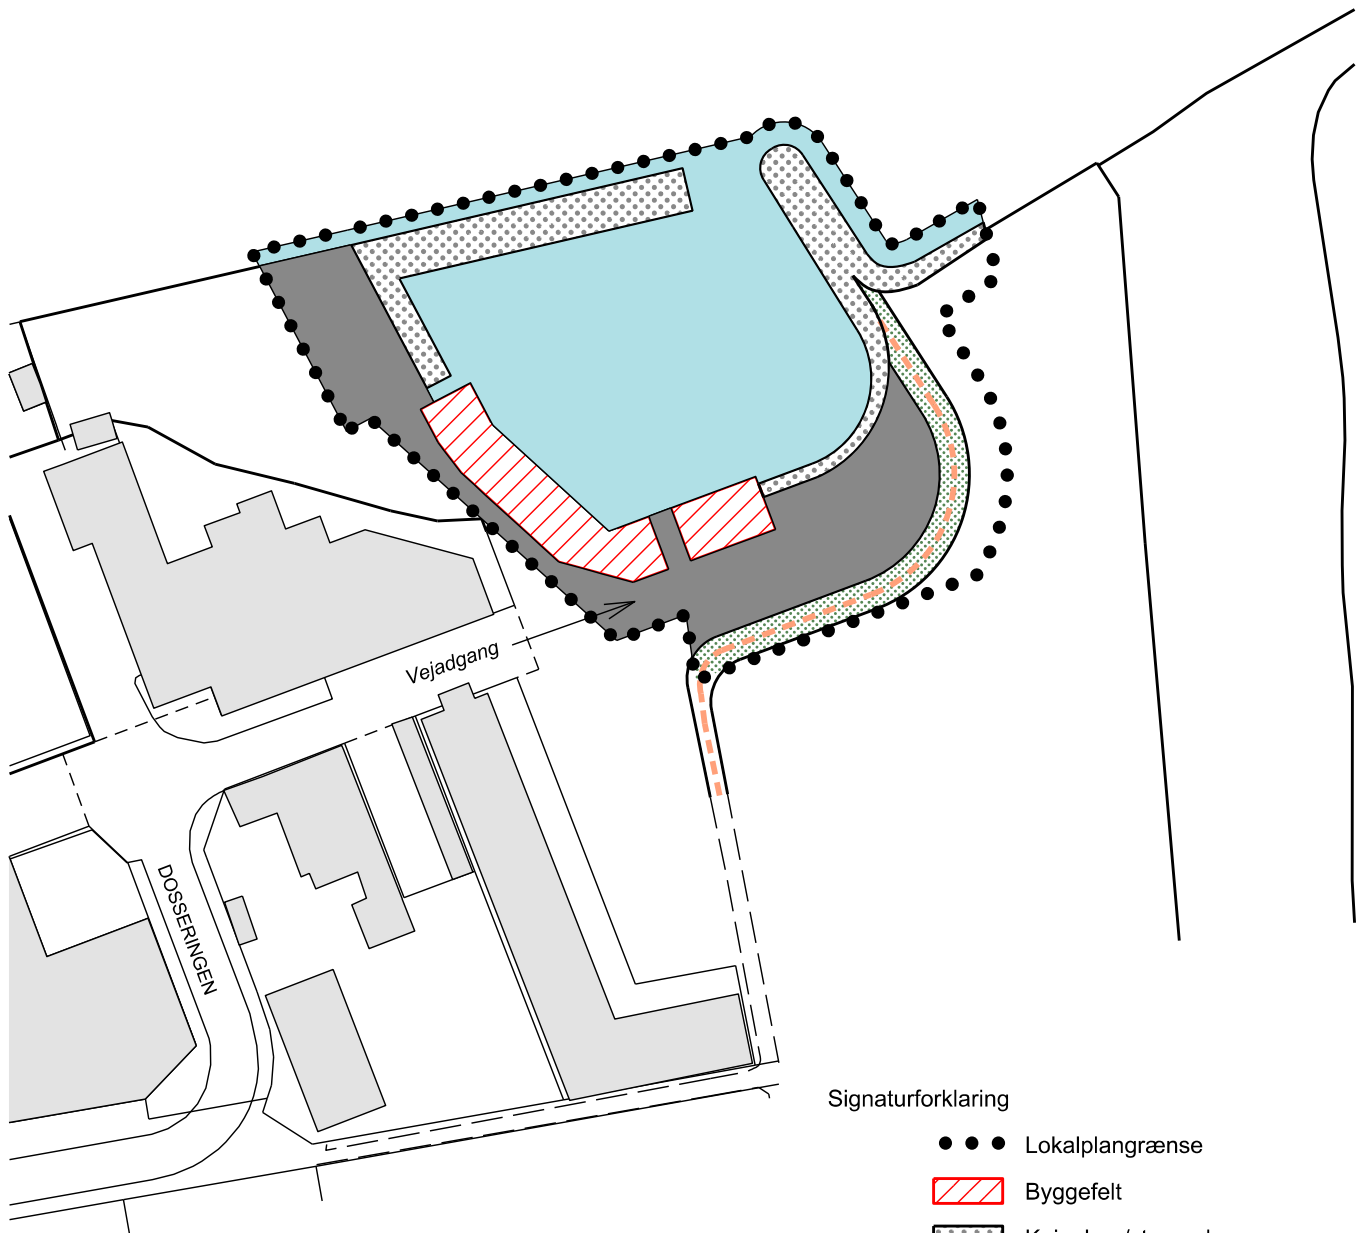 Vejadgang
DOSSERINGEN
Signaturforklaring
Lokalplangrænse
Byggefelt